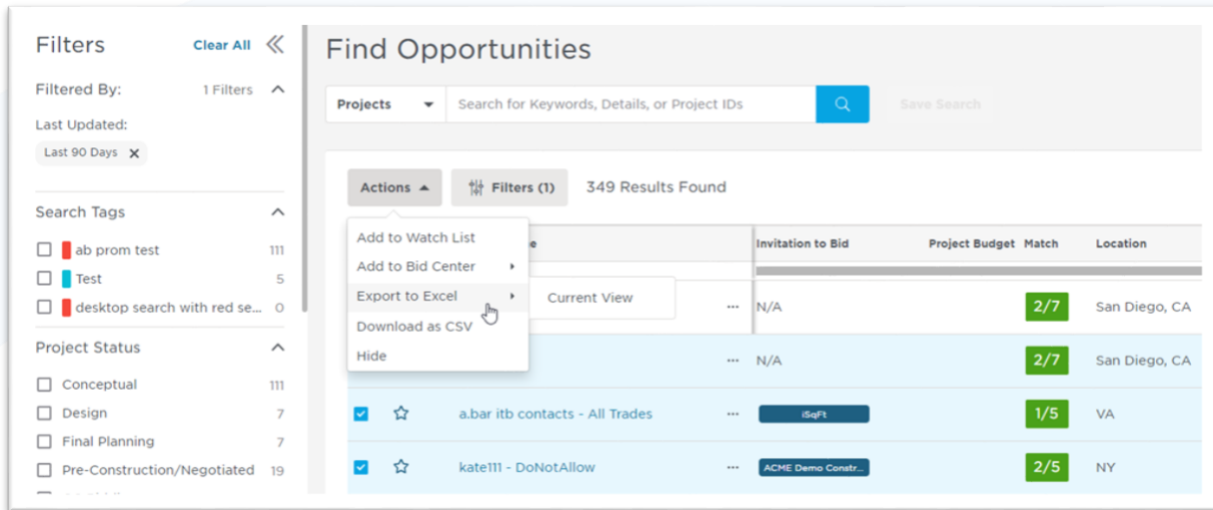 Filters Clear All
Filtered By: 1 Filters
Last Updated:
Last 90 Days X
Search Tags
ab prom test 111
Test 5
desktop search with red se... 0
Project Status
Conceptual 111
Design 7
Final Planning 7
Pre-Construction/Negotiated 19
Find Opportunities
Projects Search for Keywords, Details, or Project IDs Save Search
Actions Filters (1) 349 Results Found
Add to Watch List
Add to Bid Center
Export to Excel
Current View
Download as CSV
Hide
Invitation to Bid Project Budget Match Location
... N/A 2/7 San Diego, CA
... N/A 2/7 San Diego, CA
a.bar itb contacts - All Trades ... iSqFt 1/5 VA
kate111 - DoNotAllow ... ACME Demo Constr... 2/5 NY